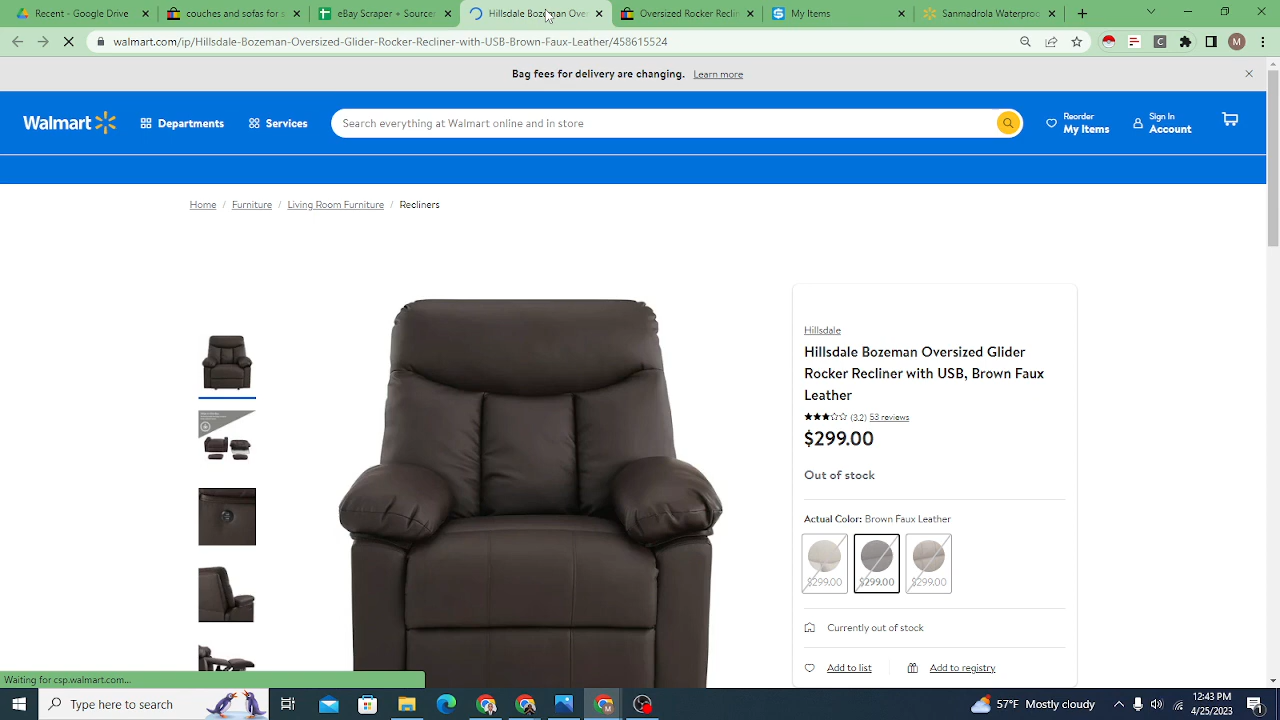 Recent - Google Drive
couches and sofas for s
eBay Scraper + Source
Hillsdale Bozeman Over
Oversized Rocker Reclin
My Items
Sanmadrola Waterproo
walmart.com/ip/Hillsdale-Bozeman-Oversized-Glider-Rocker-Recliner-with-USB-Brown-Faux-Leather/458615524
M
Bag fees for delivery are changing. Learn more
Walmart
Departments
Services
Search everything at Walmart online and in store
Reorder
My Items
Sign In
Account
Home / Furniture / Living Room Furniture / Recliners
Hillsdale
Hillsdale Bozeman Oversized Glider
Rocker Recliner with USB, Brown Faux
Leather
(3.2) 53 reviews
$299.00
Out of stock
Actual Color: Brown Faux Leather
$299.00 $299.00 $299.00
Currently out of stock
Add to list
Add to registry
Waiting for csp.walmart.com...
Type here to search
57°F Mostly cloudy
12:43 PM
4/25/2023